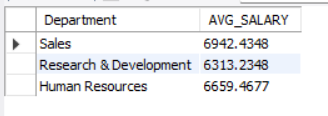 Department AVG_SALARY
Sales 6942.4348
Research & Development 6313.2348
Human Resources 6659.4677